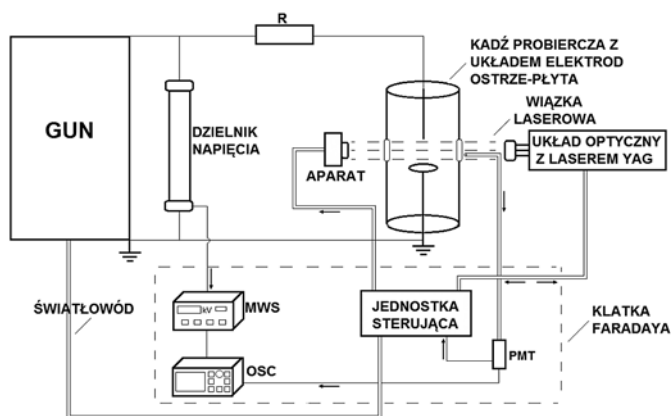 R
KADŹ PROBIERCZA Z
UKŁADEM ELEKTROD
OSTRZE-PŁYTA
WIĄZKA
LASEROWA
GUN
DZIELNIK
NAPIĘCIA
APARAT
UKŁAD OPTYCZNY
Z LASEREM YAG
ŚWIATŁOWÓD
kV
MWS
JEDNOSTKA
STERUJĄCA
KLATKA
FARADAYA
OSC
PMT